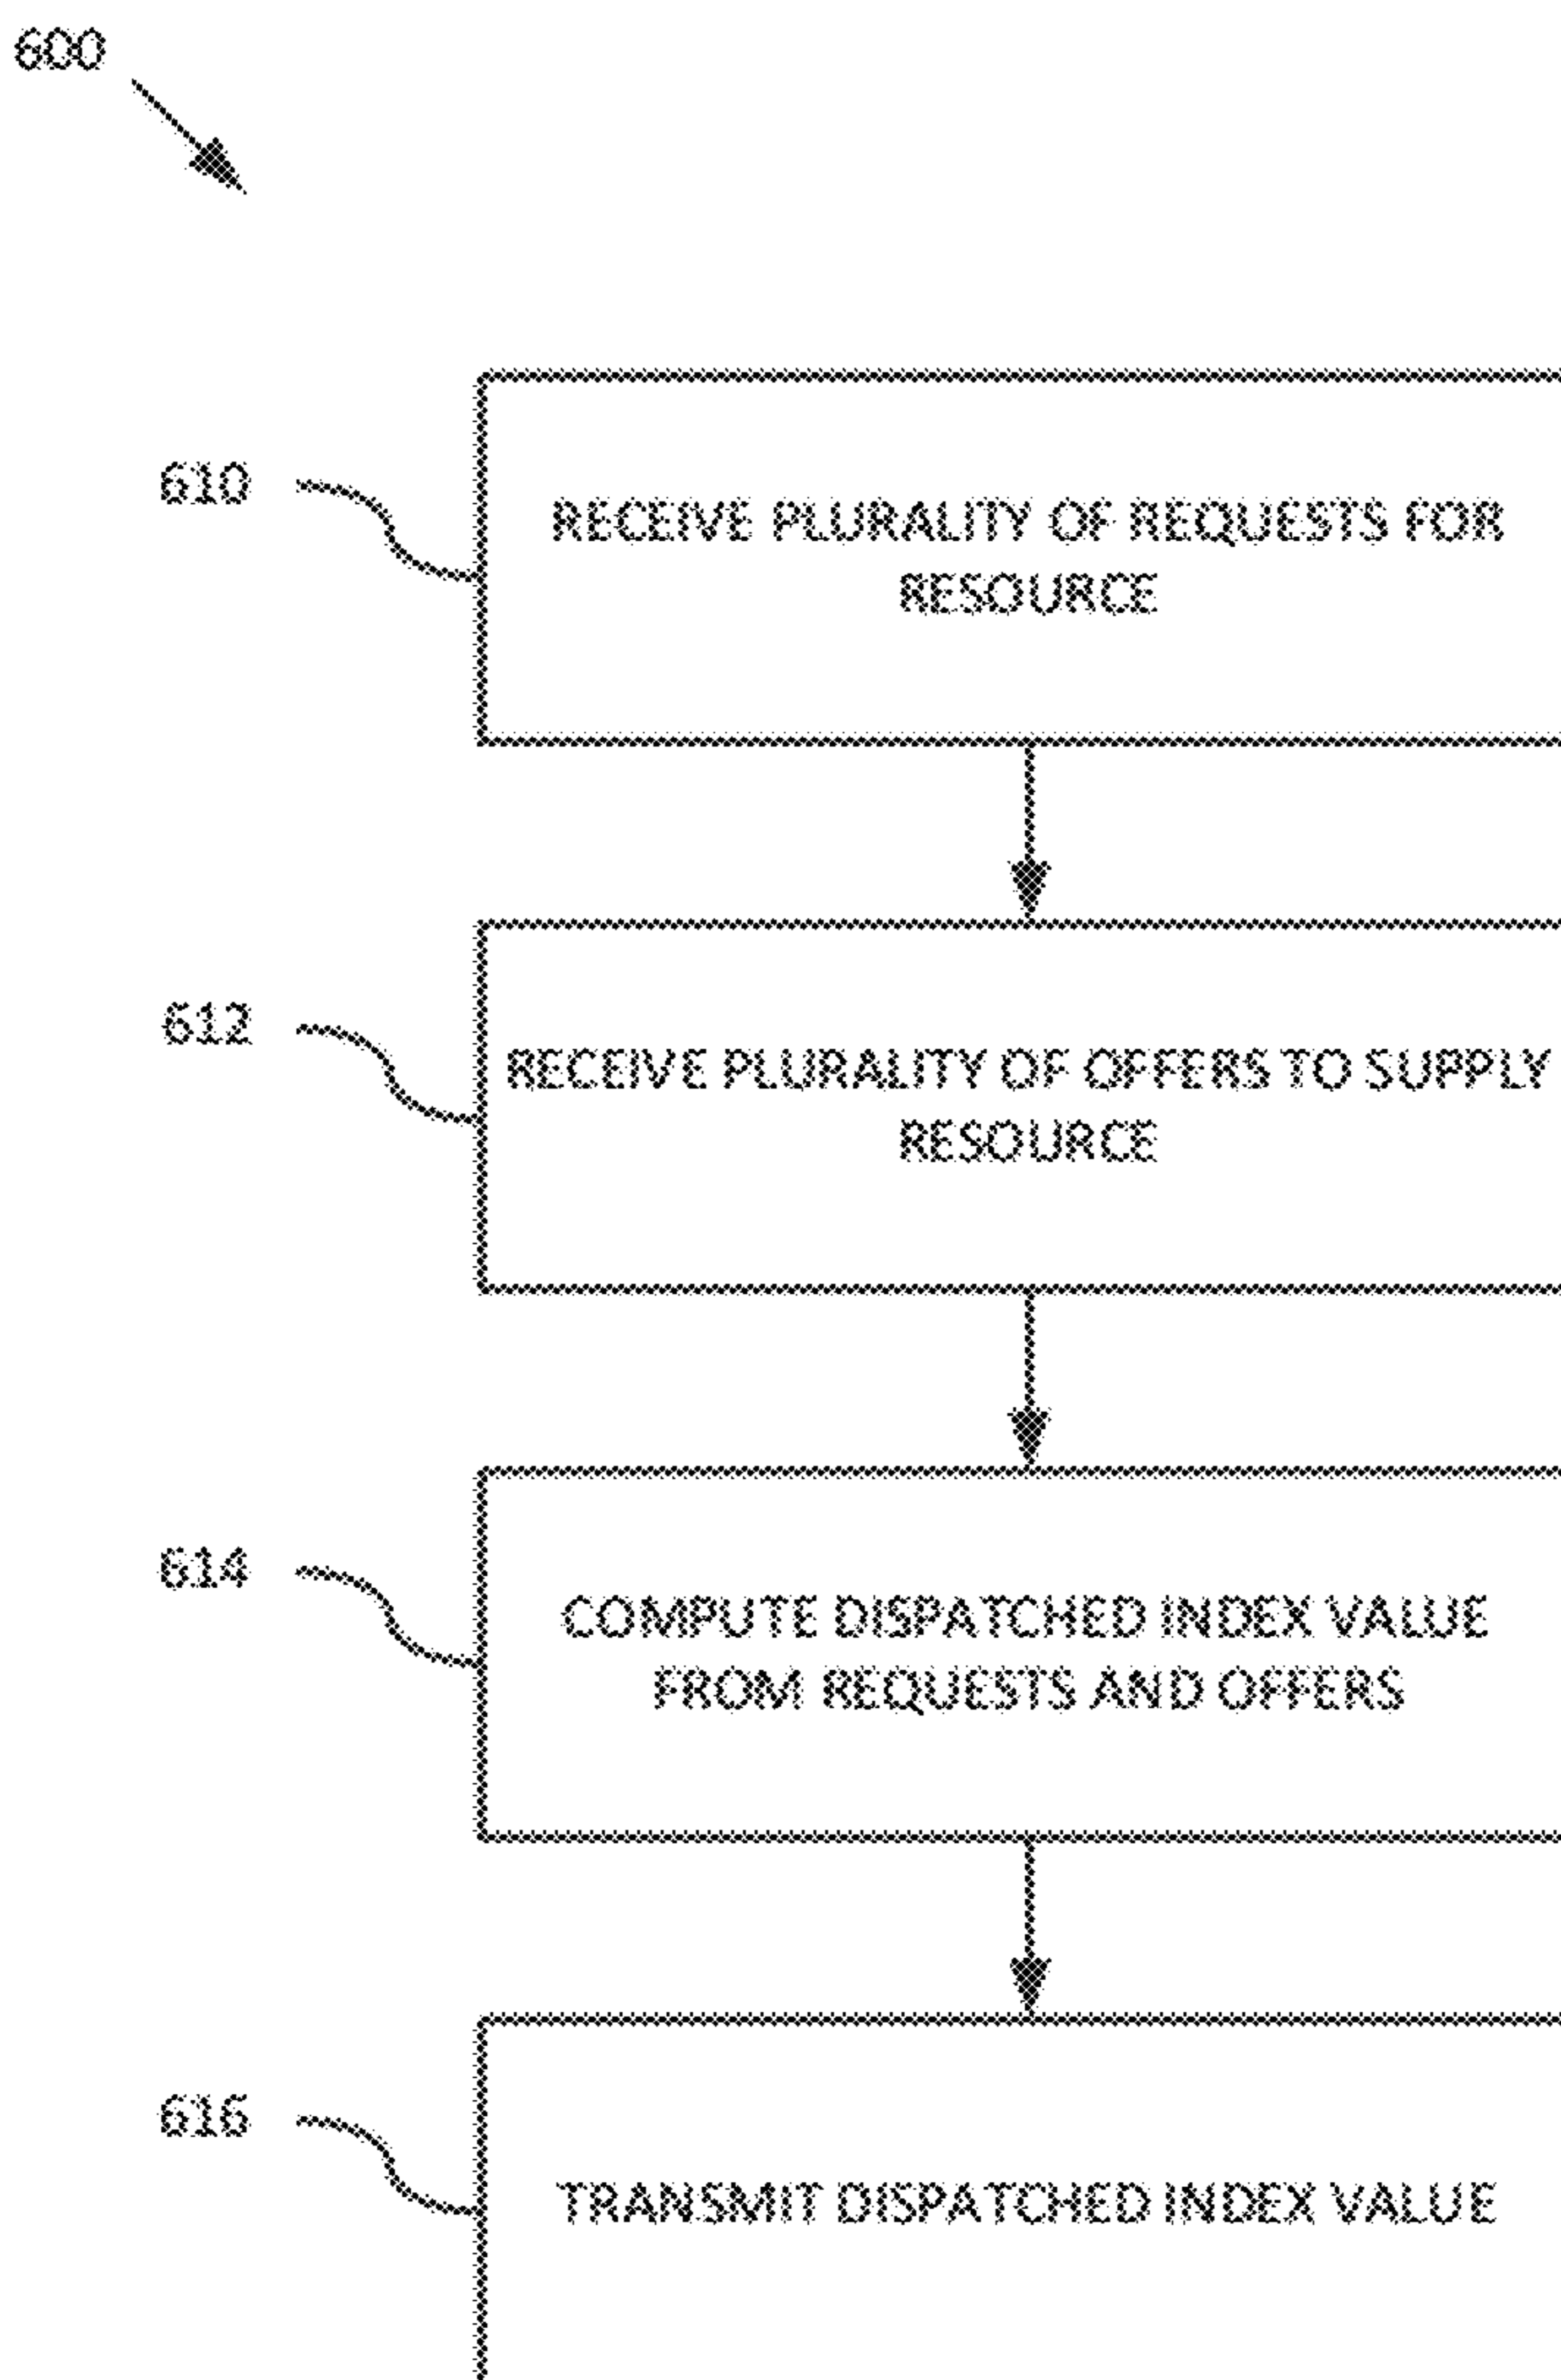 600
610
RECEIVE PLURALITY OF REQUESTS FOR
RESOURCE
612
RECEIVE PLURALITY OF OFFERS TO SUPPLY
RESOURCE
614
COMPUTE DISPATCHED INDEX VALUE
FROM REQUESTS AND OFFERS
616
TRANSMIT DISPATCHED INDEX VALUE